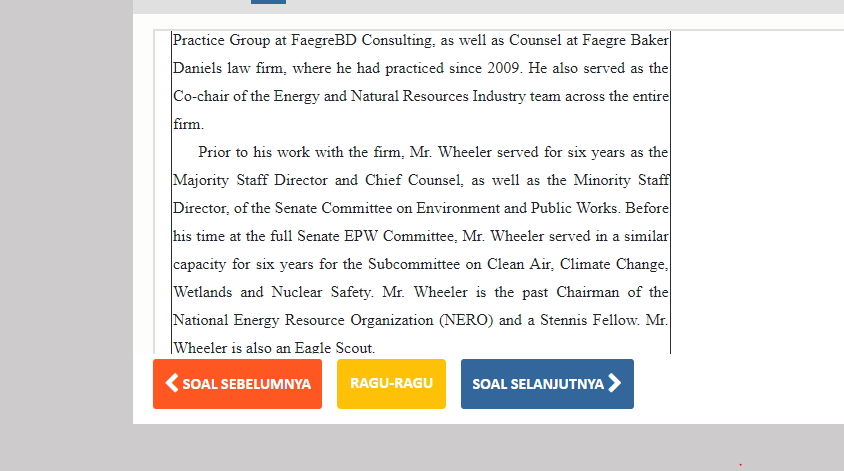 Practice Group at FaegreBD Consulting, as well as Counsel at Faegre Baker
Daniels law firm, where he had practiced since 2009. He also served as the
Co-chair of the Energy and Natural Resources Industry team across the entire
firm.
Prior to his work with the firm, Mr. Wheeler served for six years as the
Majority Staff Director and Chief Counsel, as well as the Minority Staff
Director, of the Senate Committee on Environment and Public Works. Before
his time at the full Senate EPW Committee, Mr. Wheeler served in a similar
capacity for six years for the Subcommittee on Clean Air, Climate Change,
Wetlands and Nuclear Safety. Mr. Wheeler is the past Chairman of the
National Energy Resource Organization (NERO) and a Stennis Fellow. Mr.
Wheeler is also an Eagle Scout.
SOAL SEBELUMNYA RAGU-RAGU SOAL SELANJUTNYA